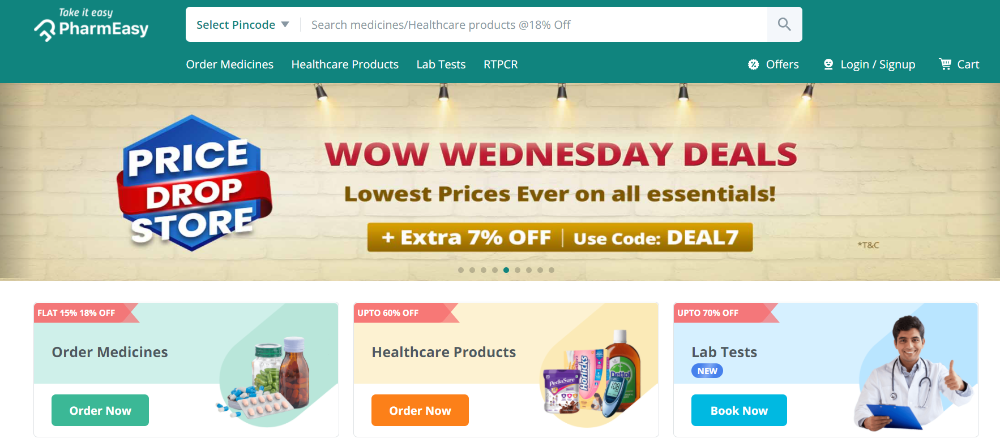 Take it easy
PharmEasy
Select Pincode
Search medicines/Healthcare products @18% Off
Order Medicines
Healthcare Products
Lab Tests
RTPCR
Offers
Login / Signup
Cart
PRICE
DROP
STORE
WOW WEDNESDAY DEALS
Lowest Prices Ever on all essentials!
+ Extra 7% OFF | Use Code: DEAL7
*T&C
FLAT 15% 18% OFF
Order Medicines
Order Now
UPTO 60% OFF
Healthcare Products
PediaSure
Horlicks
Dettol
108
Order Now
UPTO 70% OFF
Lab Tests
NEW
Book Now